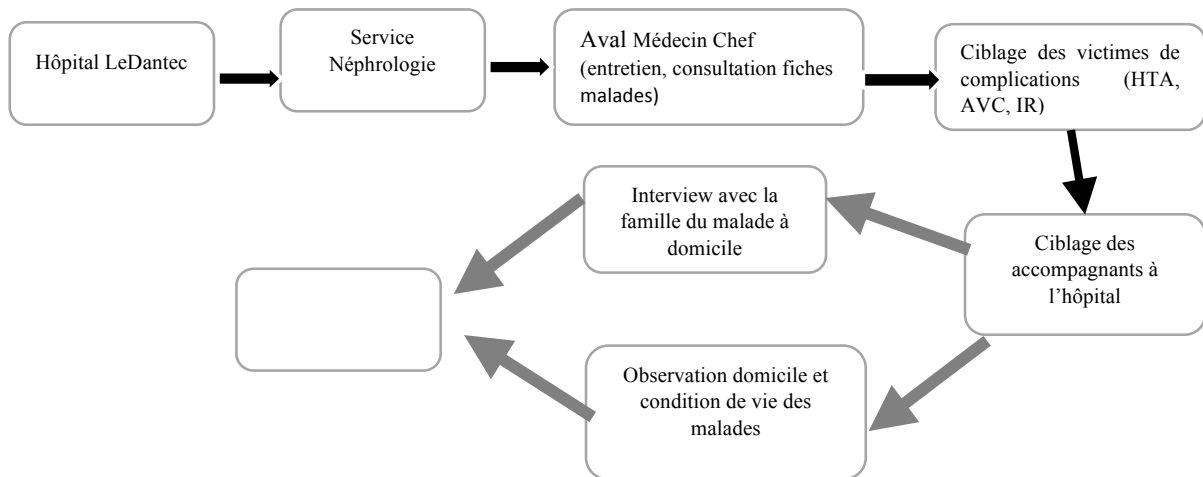 Hôpital LeDantec
Service
Néphrologie
Aval Médecin Chef
(entretien, consultation fiches
malades)
Ciblage des victimes de
complications (HTA,
AVC, IR)
Interview avec la
famille du malade à
domicile
Ciblage des
accompagnants à
l’hôpital
Observation domicile et
condition de vie des
malades